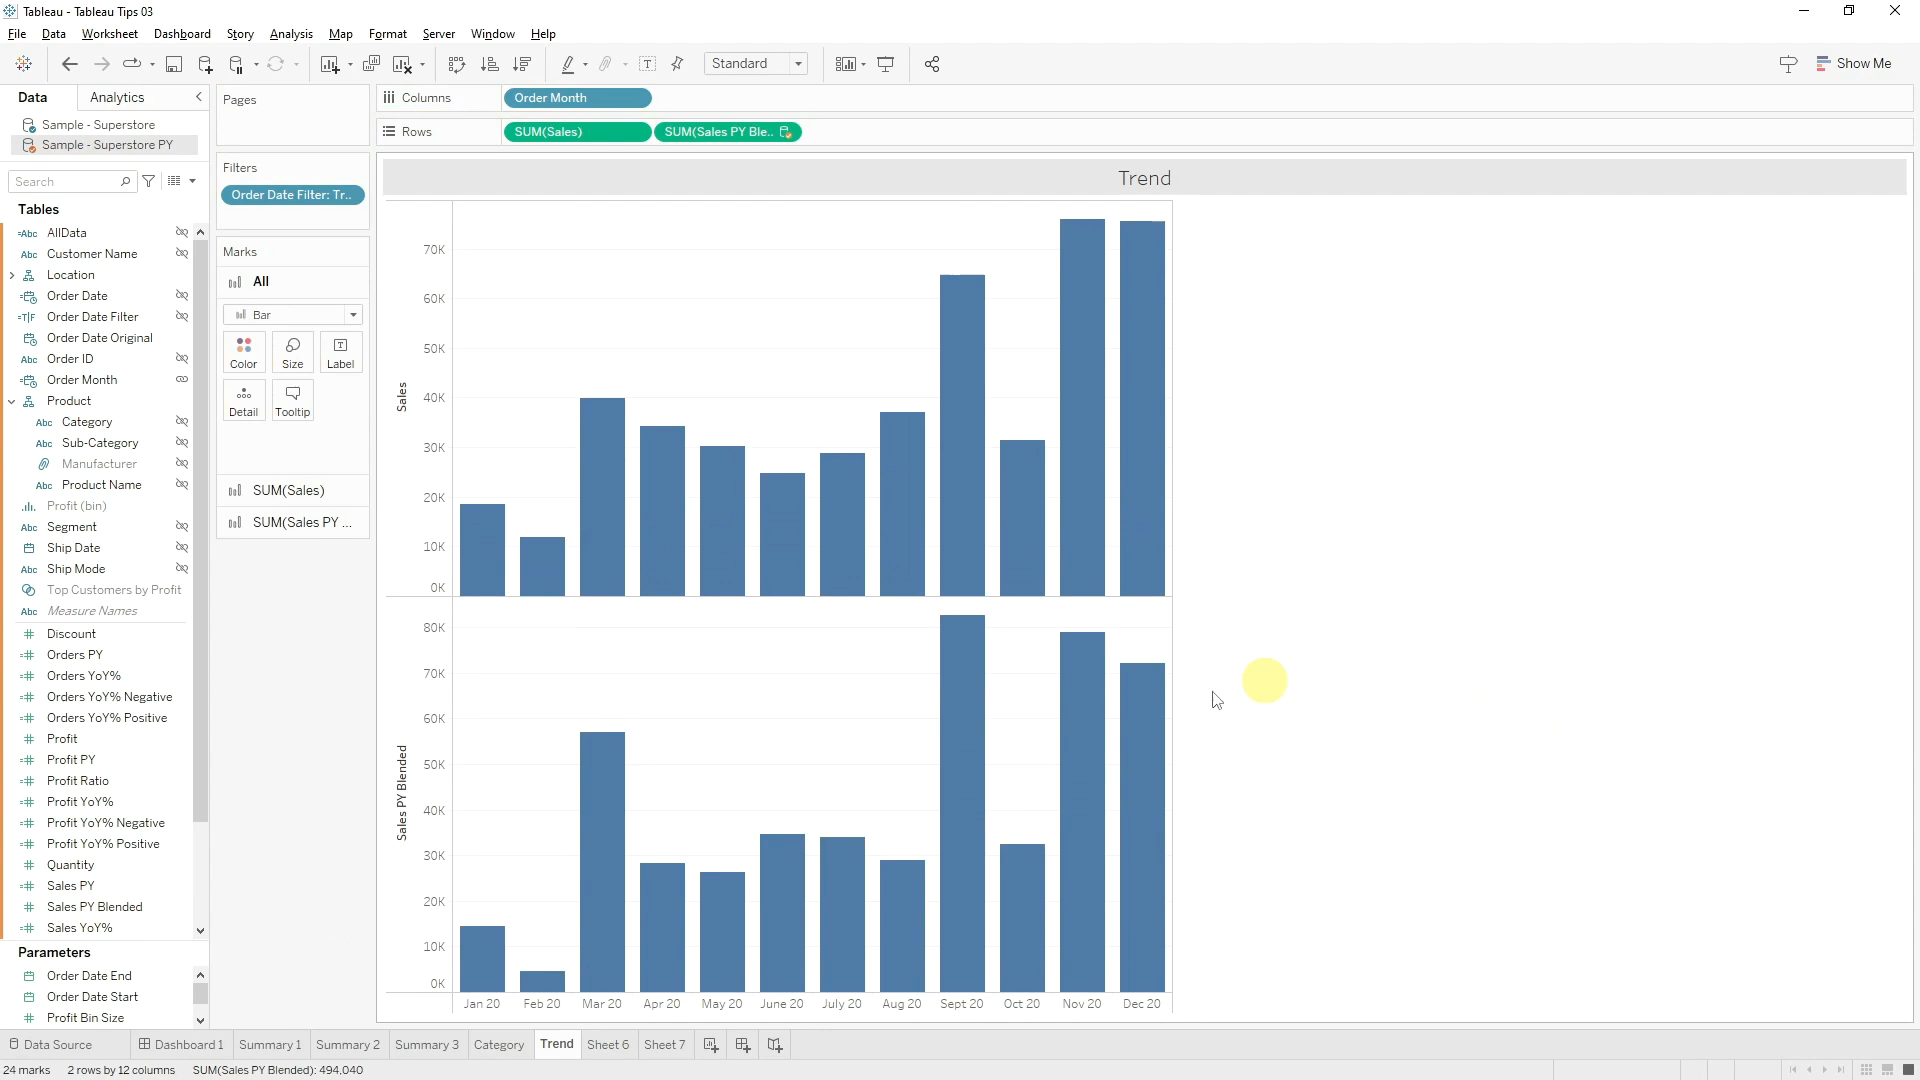 Tableau - Tableau Tips 03
File Data Worksheet Dashboard Story Analysis Map Format Server Window Help
Standard
Show Me
Data Analytics
Sample - Superstore
Sample - Superstore PY
Search
Tables
Abc AllData
Abc Customer Name
Location
Order Date
T|F Order Date Filter
Order Date Original
Abc Order ID
Order Month
Product
Abc Category
Abc Sub-Category
Manufacturer
Abc Product Name
Profit (bin)
Abc Segment
Ship Date
Abc Ship Mode
Top Customers by Profit
Abc Measure Names
# Discount
# Orders PY
# Orders YoY%
# Orders YoY% Negative
# Orders YoY% Positive
# Profit
# Profit PY
# Profit Ratio
# Profit YoY%
# Profit YoY% Negative
# Profit YoY% Positive
# Quantity
# Sales PY
# Sales PY Blended
# Sales YoY%
Parameters
Order Date End
Order Date Start
# Profit Bin Size
Pages
Filters
Order Date Filter: Tr..
Marks
All
Bar
Color Size Label
Detail Tooltip
SUM(Sales)
SUM(Sales PY ...
Columns Order Month
Rows SUM(Sales) SUM(Sales PY Ble..
Trend
70K
60K
50K
40K
30K
20K
10K
0K
Sales
80K
70K
60K
50K
40K
30K
20K
10K
0K
Sales PY Blended
Jan 20 Feb 20 Mar 20 Apr 20 May 20 June 20 July 20 Aug 20 Sept 20 Oct 20 Nov 20 Dec 20
Data Source Dashboard 1 Summary 1 Summary 2 Summary 3 Category Trend Sheet 6 Sheet 7
24 marks 2 rows by 12 columns SUM(Sales PY Blended): 494,040